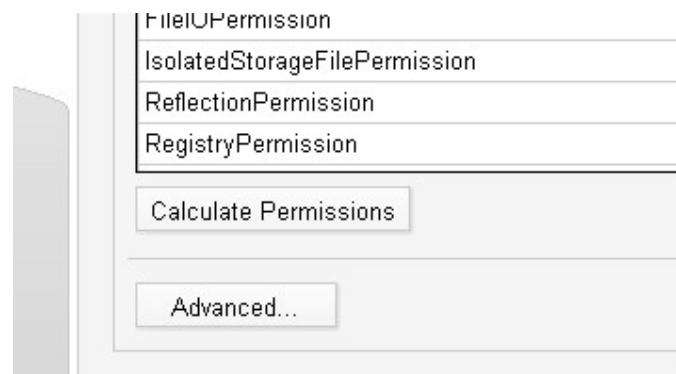 FileIOPermission
IsolatedStorageFilePermission
ReflectionPermission
RegistryPermission
Calculate Permissions
Advanced...